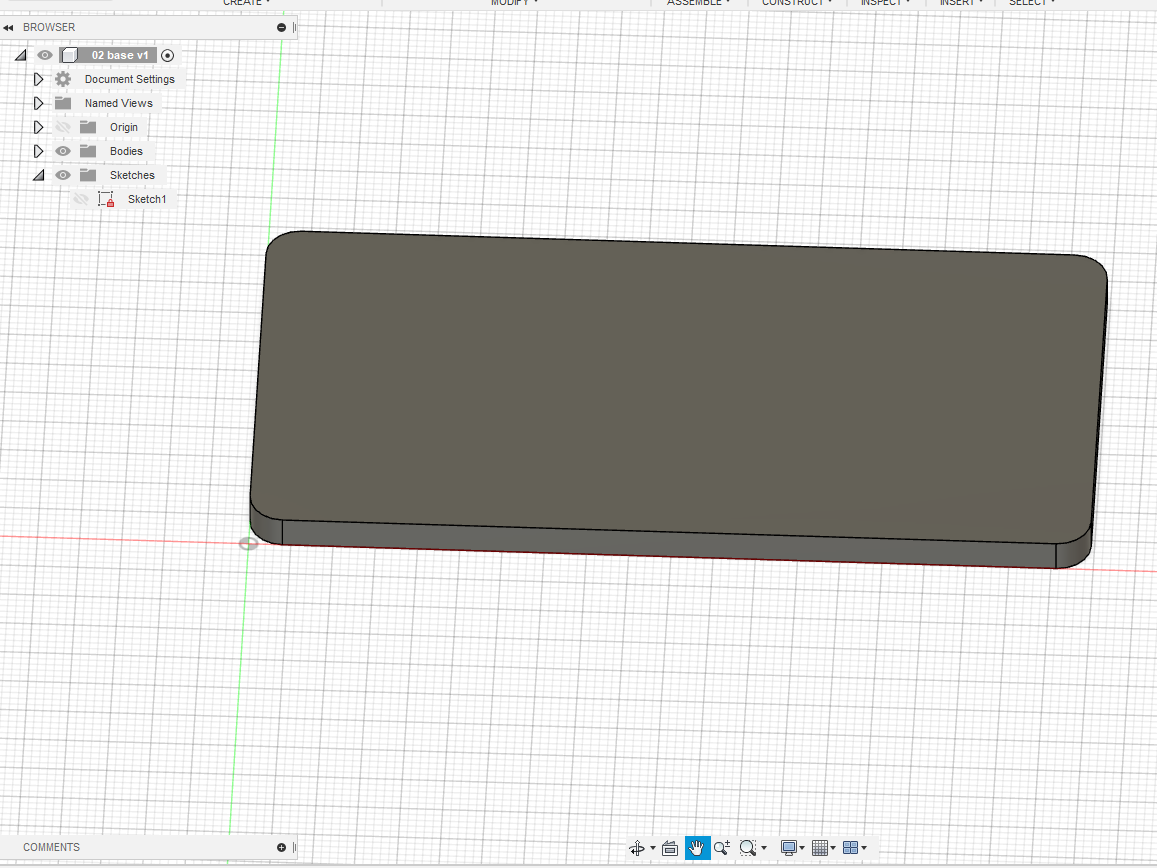 CREATE MODIFY ASSEMBLE CONSTRUCT INSPECT INSERT SELECT
BROWSER
02 base v1
Document Settings
Named Views
Origin
Bodies
Sketches
Sketch1
COMMENTS